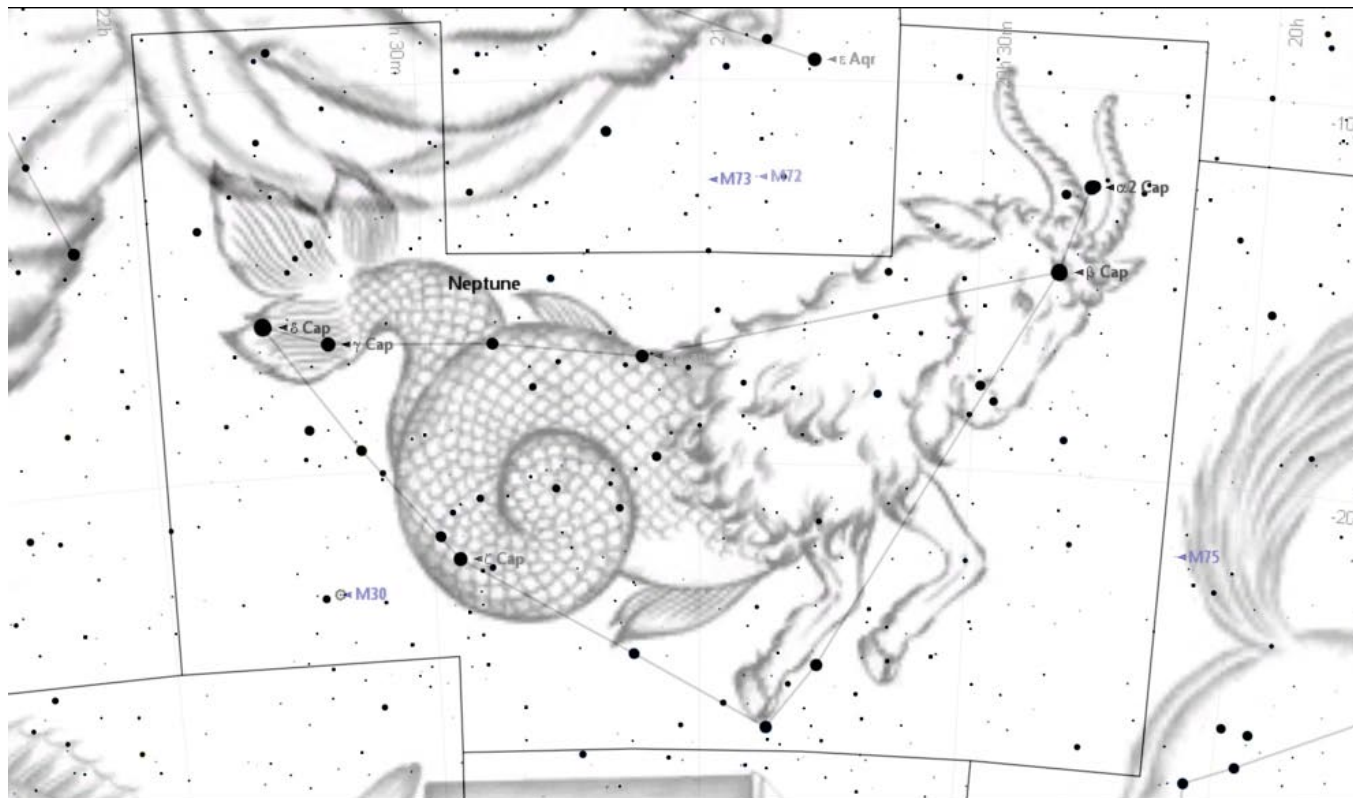 22h
h 30m
21
20h 30m
20h
ε Aqr
-10
M73
M72
α2 Cap
β Cap
Neptune
δ Cap
γ Cap
-20
ζ Cap
M75
M30